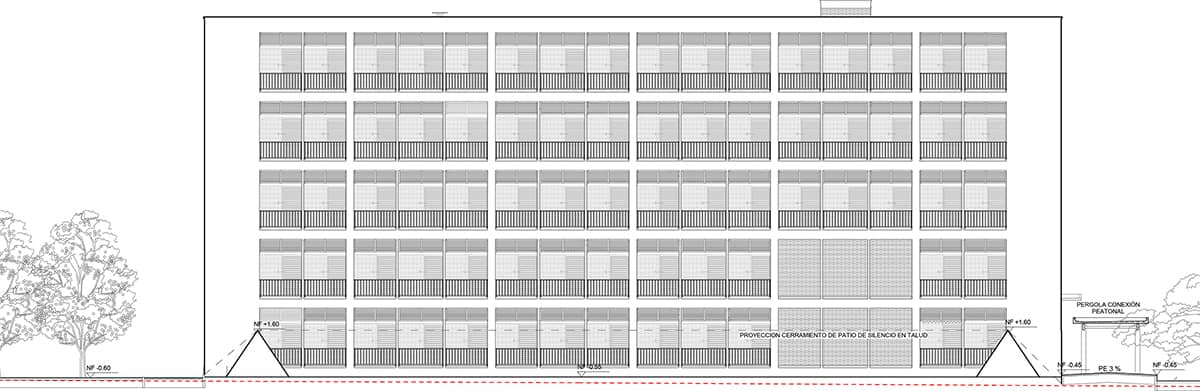 PERGOLA CONEXIÓN
PEATONAL
NF +1.60
NF +1.60
PROYECCION CERRAMIENTO DE PATIO DE SILENCIO EN TALUD
NF -0.60
NF -0.55
NF -0.45
PE 3 %
NF -0.45